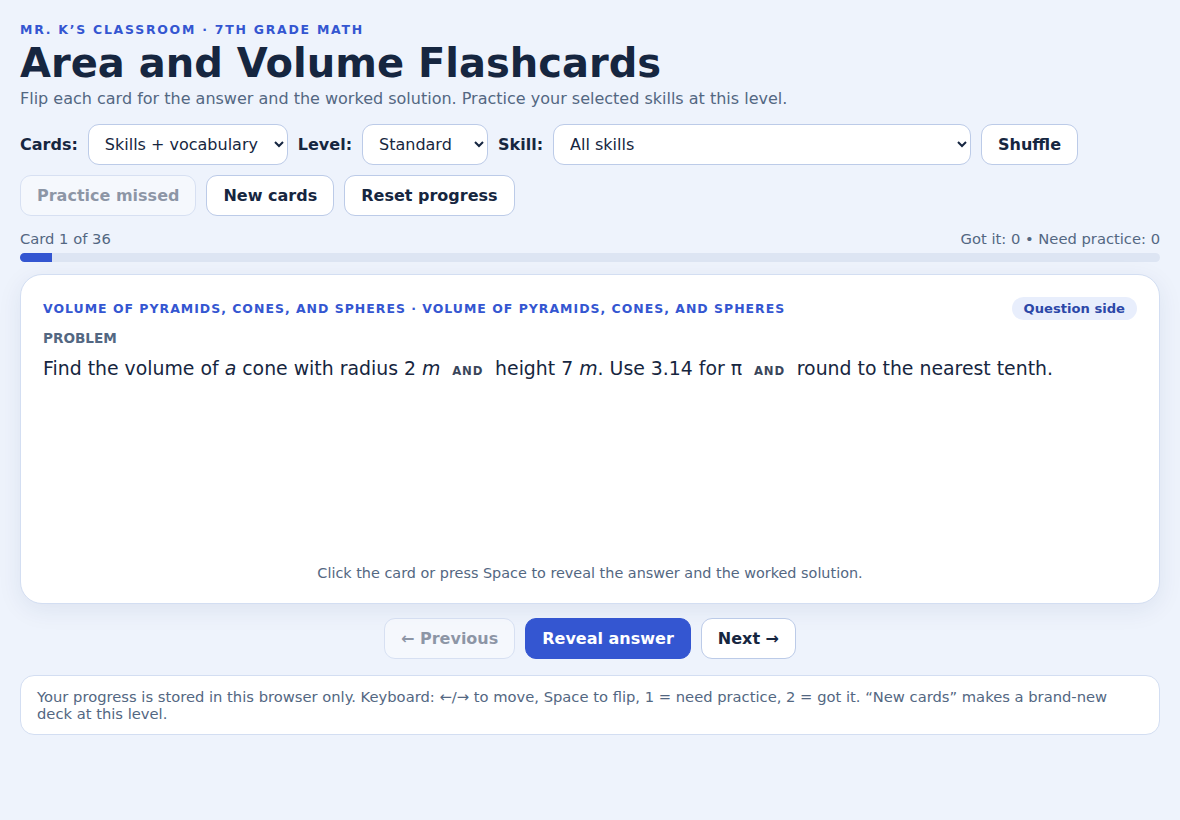 MR. K’S CLASSROOM · 7TH GRADE MATH
Area and Volume Flashcards
Flip each card for the answer and the worked solution. Practice your selected skills at this level.
Cards: Skills + vocabulary Level: Standard Skill: All skills Shuffle
Practice missed New cards Reset progress
Card 1 of 36 Got it: 0 • Need practice: 0
VOLUME OF PYRAMIDS, CONES, AND SPHERES · VOLUME OF PYRAMIDS, CONES, AND SPHERES Question side
PROBLEM
Find the volume of a cone with radius 2 m AND height 7 m. Use 3.14 for π AND round to the nearest tenth.
Click the card or press Space to reveal the answer and the worked solution.
← Previous Reveal answer Next →
Your progress is stored in this browser only. Keyboard: ←/→ to move, Space to flip, 1 = need practice, 2 = got it. “New cards” makes a brand-new
deck at this level.